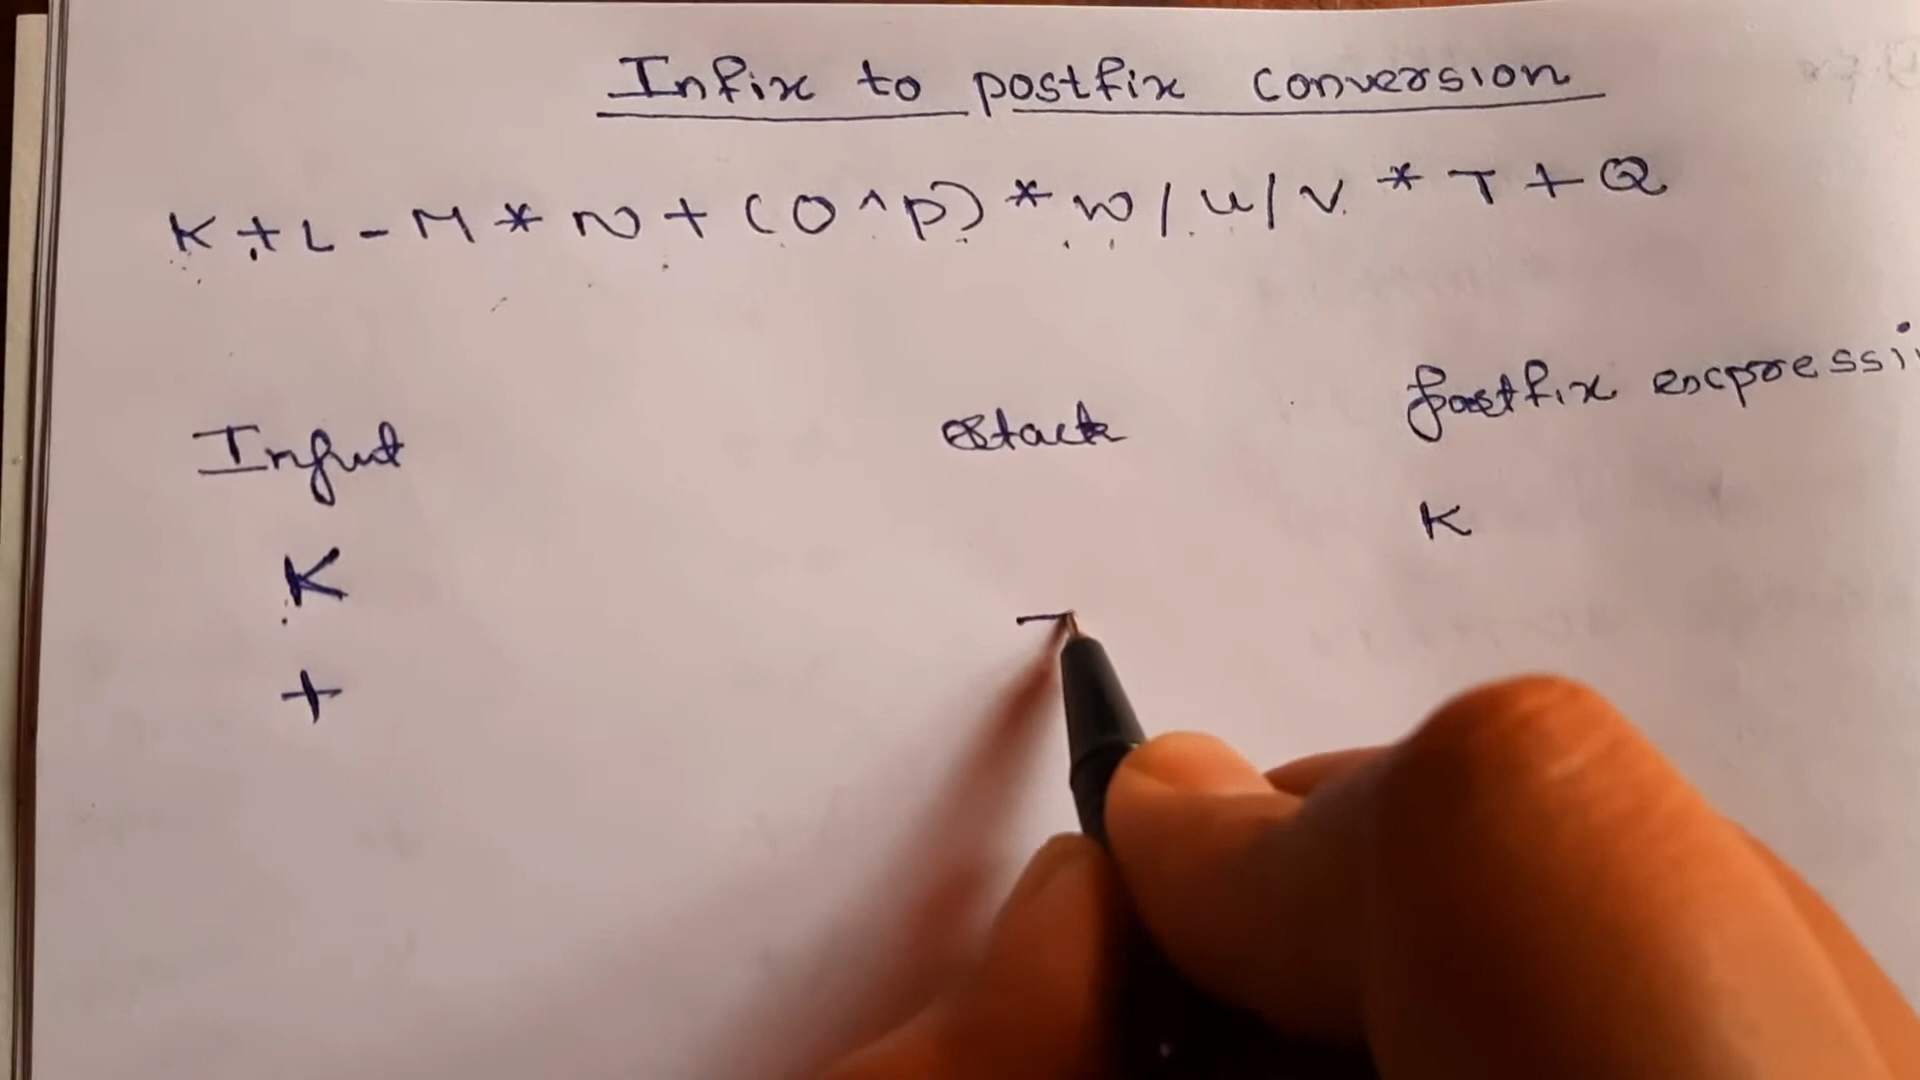 Infix to postfix conversion
K + L - M * N + (O ^ P) * W / U / V * T + Q
Input Stack Postfix expressi
K K
+